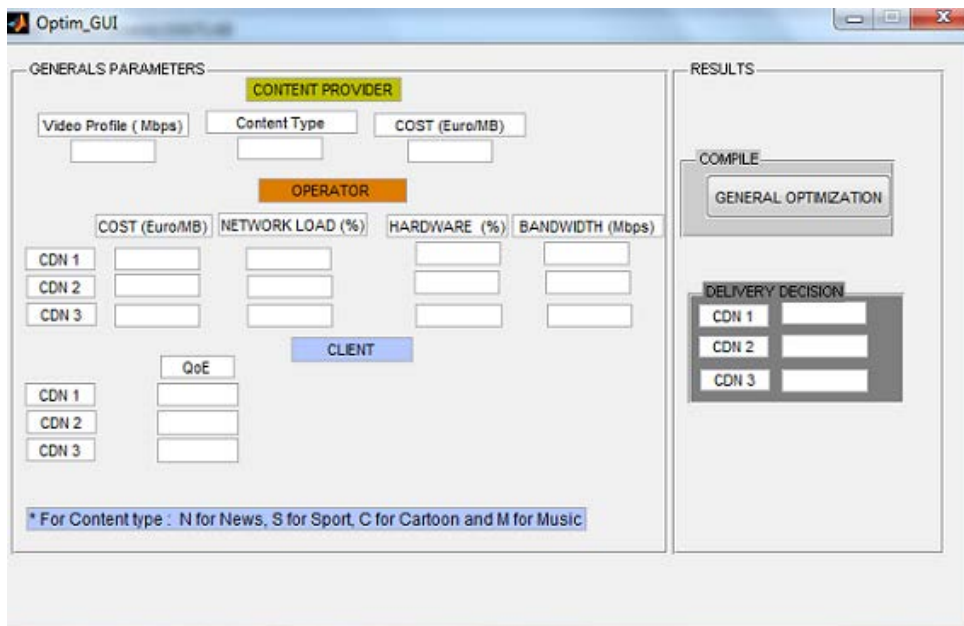 Optim_GUI
GENERALS PARAMETERS
CONTENT PROVIDER
Video Profile ( Mbps)
Content Type
COST (Euro/MB)
OPERATOR
COST (Euro/MB)
NETWORK LOAD (%)
HARDWARE (%)
BANDWIDTH (Mbps)
CDN 1
CDN 2
CDN 3
CLIENT
QoE
CDN 1
CDN 2
CDN 3
* For Content type : N for News, S for Sport, C for Cartoon and M for Music
RESULTS
COMPILE
GENERAL OPTIMIZATION
DELIVERY DECISION
CDN 1
CDN 2
CDN 3